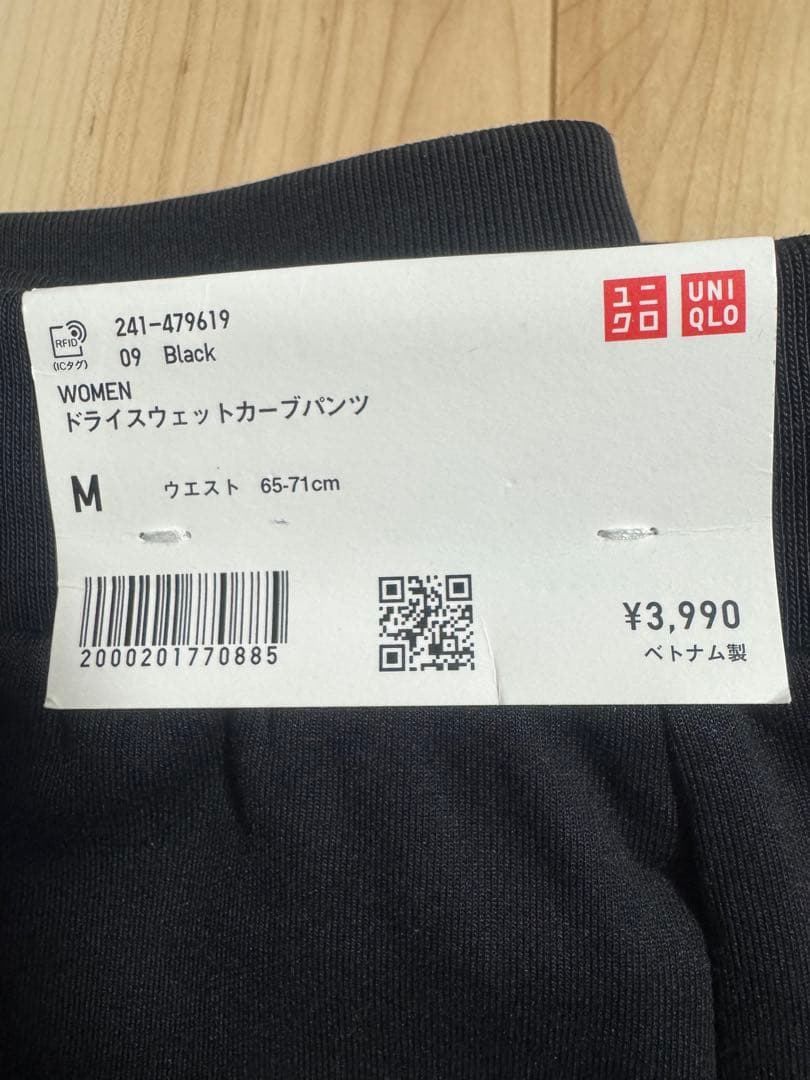 241-479619
RFID
(ICタグ)
09 Black
ユニクロ
UNIQLO
WOMEN
ドライスウェットカーブパンツ
M ウエスト 65-71cm
2000201770885
¥3,990
ベトナム製